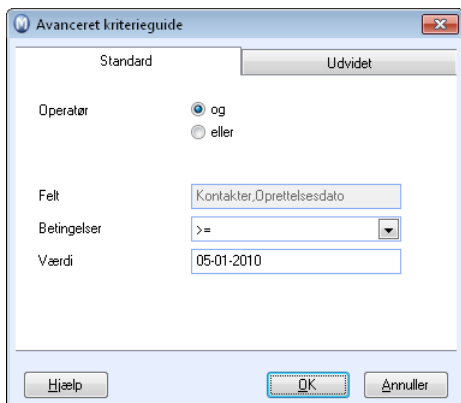 Avanceret kriterieguide
Standard
Udvidet
Operatør
og
eller
Felt
Kontakter,Oprettelsesdato
Betingelser
>=
Værdi
05-01-2010
Hjælp
OK
Annuller